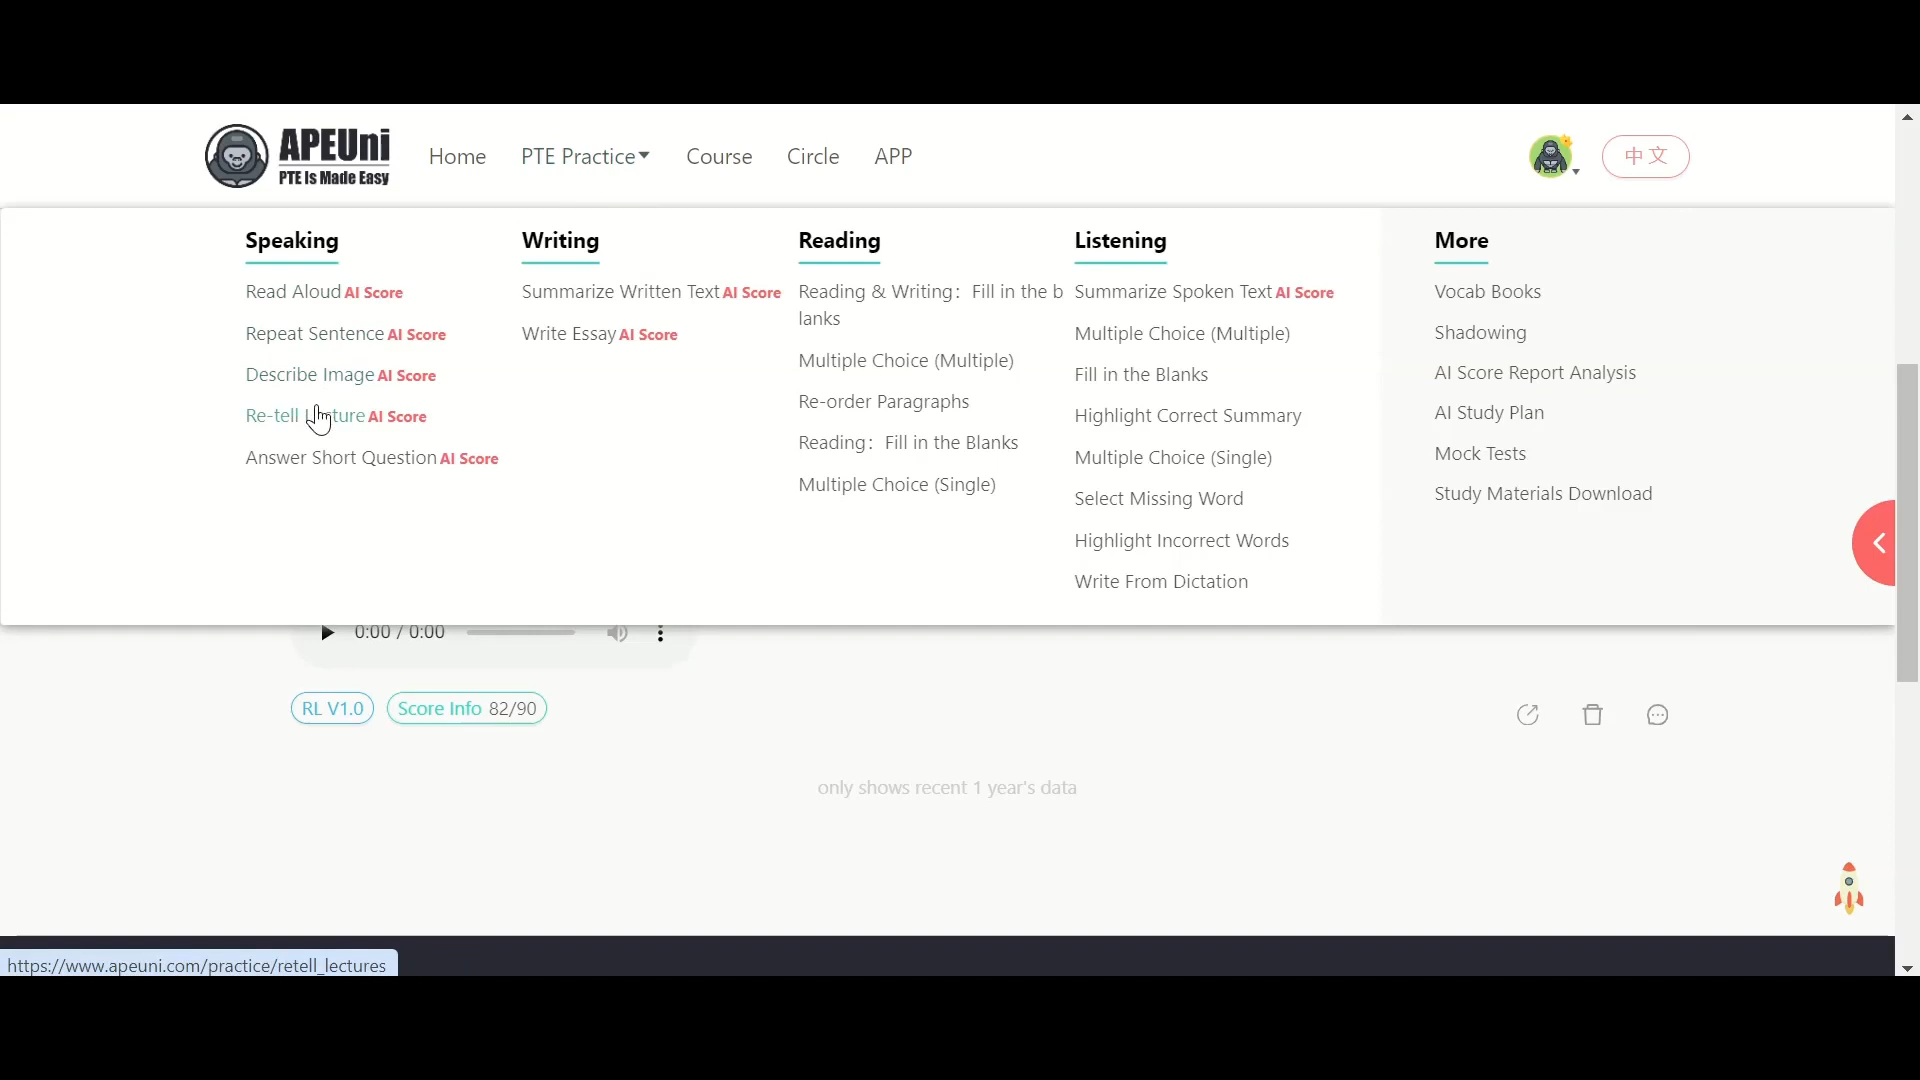 APEUni
PTE Is Made Easy
Home
PTE Practice
Course
Circle
APP
中文
Speaking
Read Aloud AI Score
Repeat Sentence AI Score
Describe Image AI Score
Re-tell Lecture AI Score
Answer Short Question AI Score
Writing
Summarize Written Text AI Score
Write Essay AI Score
Reading
Reading & Writing：Fill in the b
lanks
Multiple Choice (Multiple)
Re-order Paragraphs
Reading：Fill in the Blanks
Multiple Choice (Single)
Listening
Summarize Spoken Text AI Score
Multiple Choice (Multiple)
Fill in the Blanks
Highlight Correct Summary
Multiple Choice (Single)
Select Missing Word
Highlight Incorrect Words
Write From Dictation
More
Vocab Books
Shadowing
AI Score Report Analysis
AI Study Plan
Mock Tests
Study Materials Download
0:00 / 0:00
RL V1.0
Score Info 82/90
only shows recent 1 year's data
https://www.apeuni.com/practice/retell_lectures